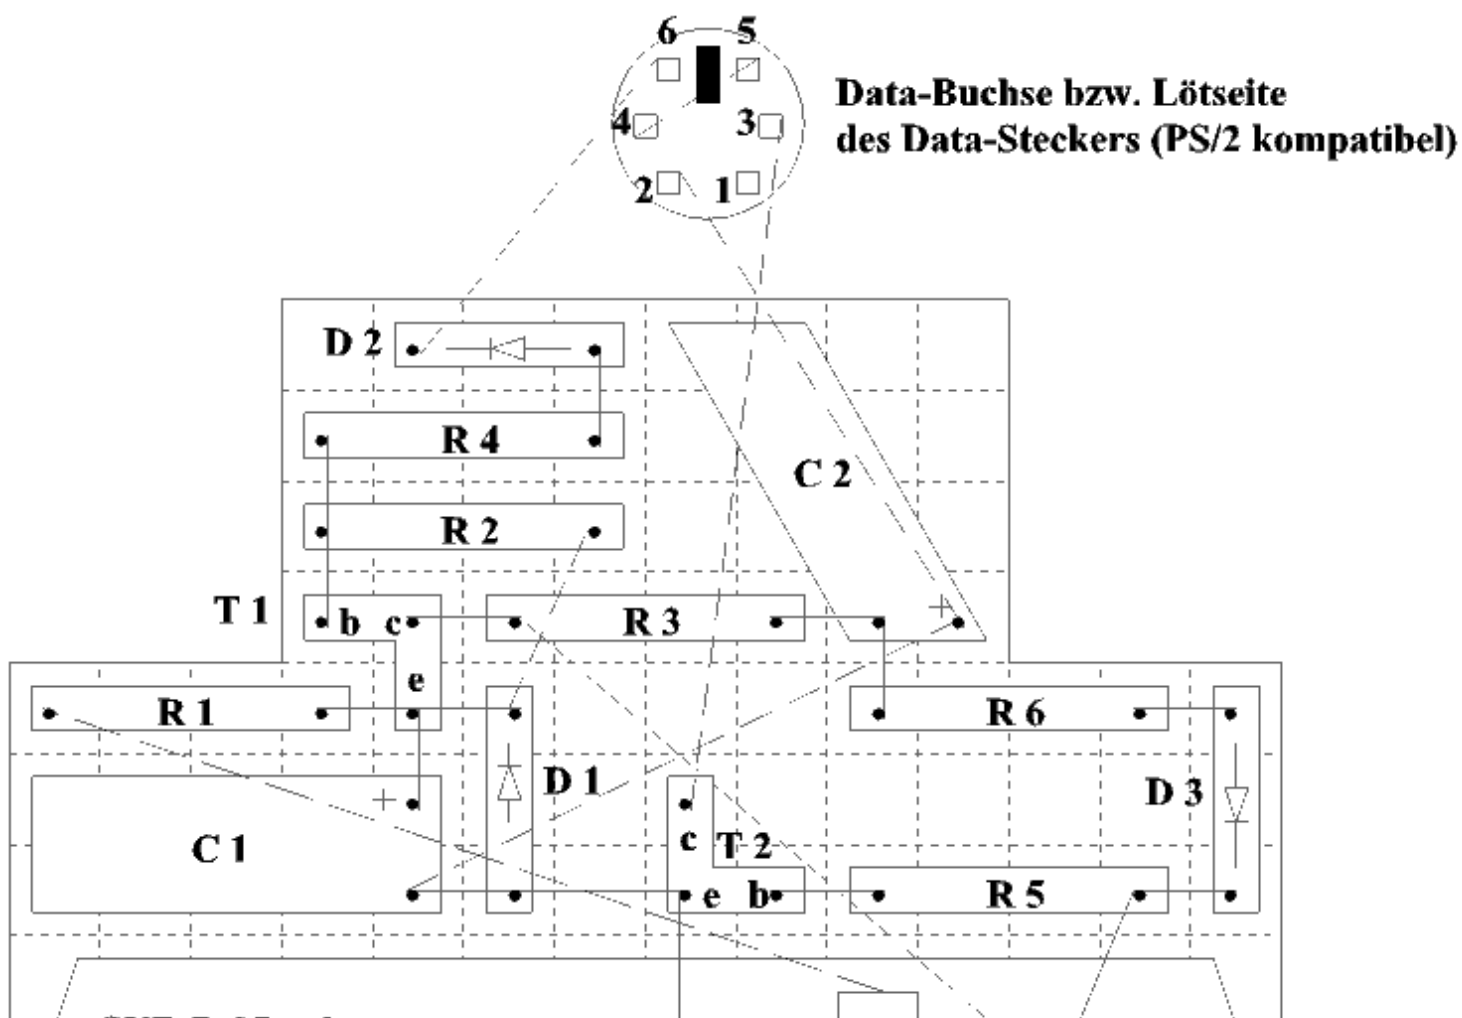 6 5
Data-Buchse bzw. Lötseite
des Data-Steckers (PS/2 kompatibel)
4 3
2 1
D 2
R 4
C 2
R 2
+
T 1 b c R 3
e
R 1 R 6
D 1 D 3
+
C 1 c T 2
e b R 5